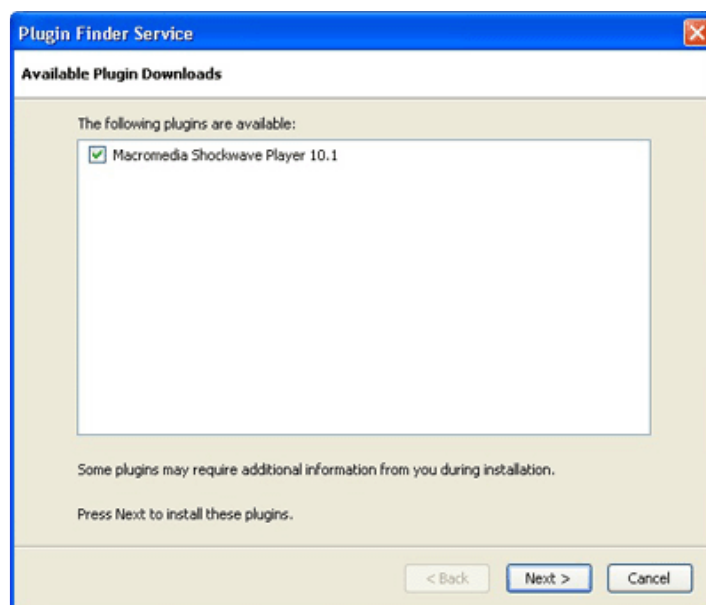 Plugin Finder Service
Available Plugin Downloads
The following plugins are available:
Macromedia Shockwave Player 10.1
Some plugins may require additional information from you during installation.
Press Next to install these plugins.
< Back Next > Cancel